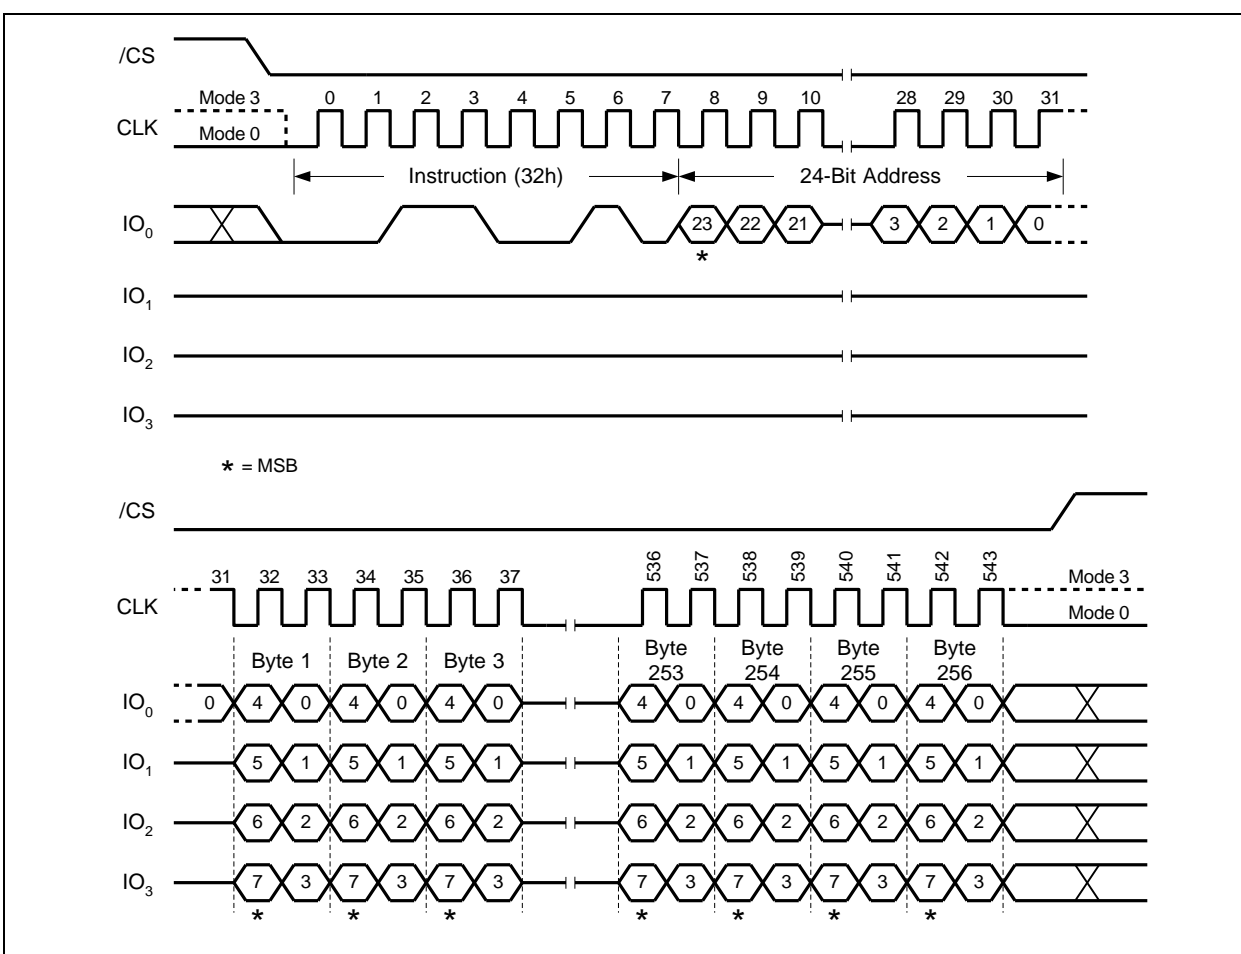 /CS
Mode 3
0 1 2 3 4 5 6 7 8 9 10 28 29 30 31
CLK
Mode 0
Instruction (32h)
24-Bit Address
IO0
23 22 21 3 2 1 0
*
IO1
IO2
IO3
* = MSB
/CS
31 32 33 34 35 36 37 536 537 538 539 540 541 542 543
Mode 3
CLK
Mode 0
Byte 1 Byte 2 Byte 3 Byte 253 Byte 254 Byte 255 Byte 256
IO0
0 4 0 4 0 4 0 4 0 4 0 4 0 4 0
IO1
5 1 5 1 5 1 5 1 5 1 5 1 5 1
IO2
6 2 6 2 6 2 6 2 6 2 6 2 6 2
IO3
7 3 7 3 7 3 7 3 7 3 7 3 7 3
* * * * * * *